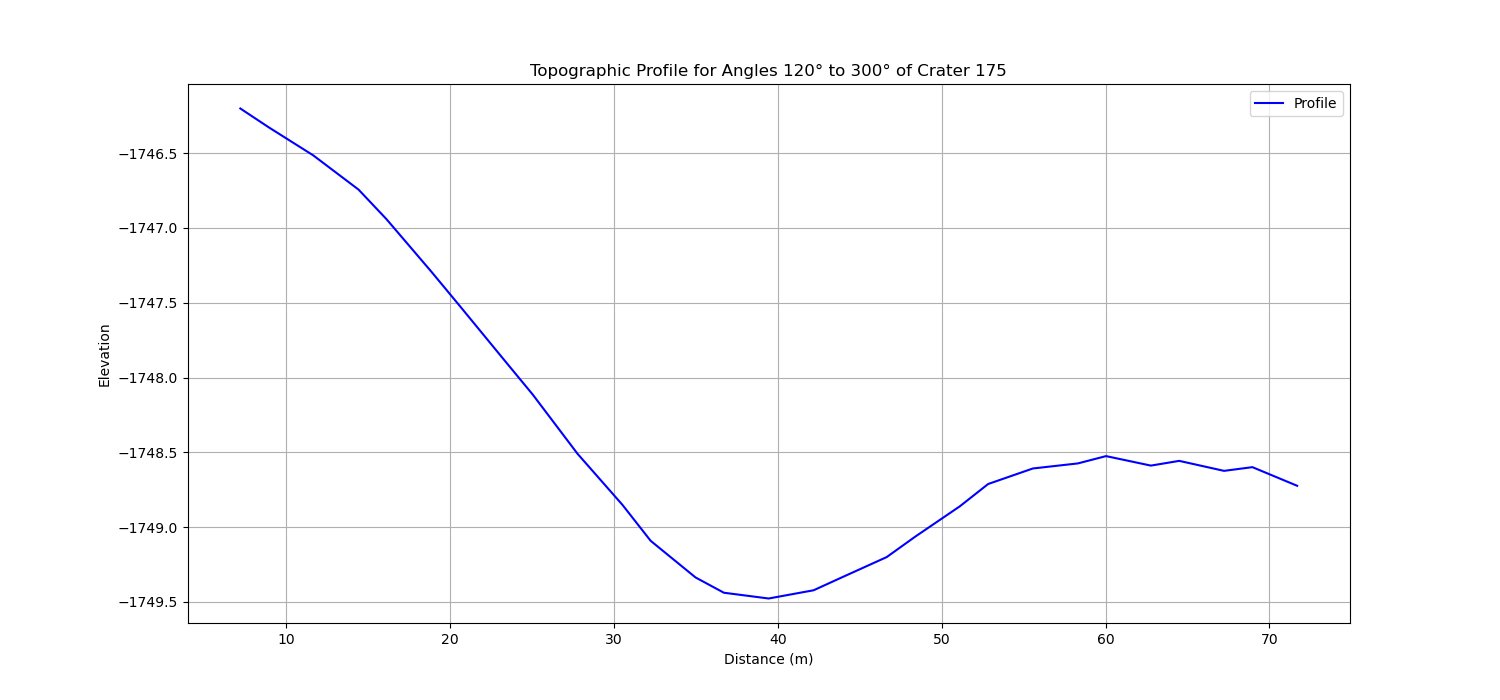 Topographic Profile for Angles 120° to 300° of Crater 175
Profile
−1746.5
−1747.0
−1747.5
−1748.0
−1748.5
−1749.0
−1749.5
Elevation
10 20 30 40 50 60 70
Distance (m)